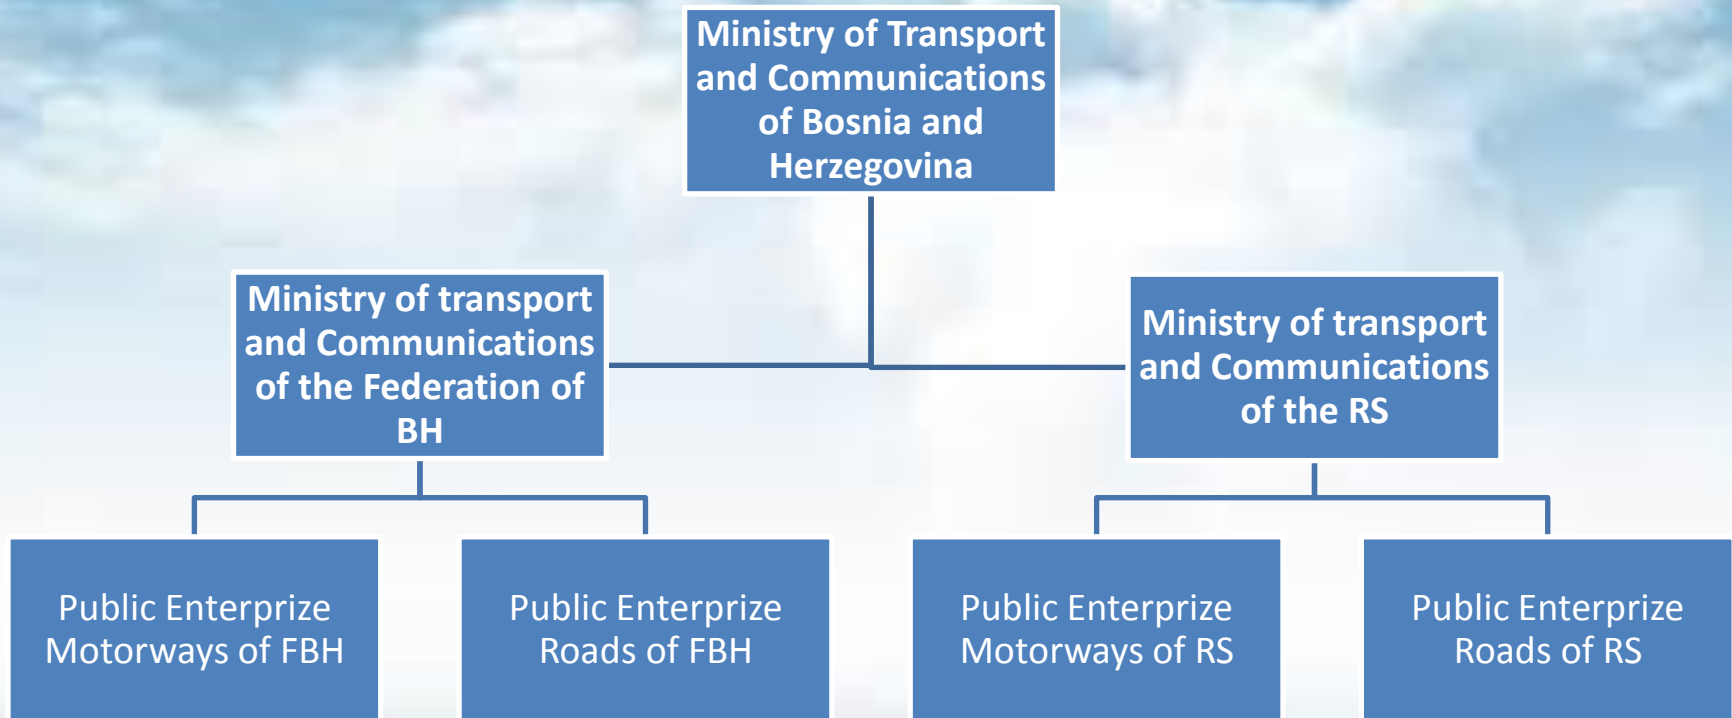 Ministry of Transport
and Communications
of Bosnia and
Herzegovina
Ministry of transport
and Communications
of the Federation of
BH
Ministry of transport
and Communications
of the RS
Public Enterprize
Motorways of FBH
Public Enterprize
Roads of FBH
Public Enterprize
Motorways of RS
Public Enterprize
Roads of RS